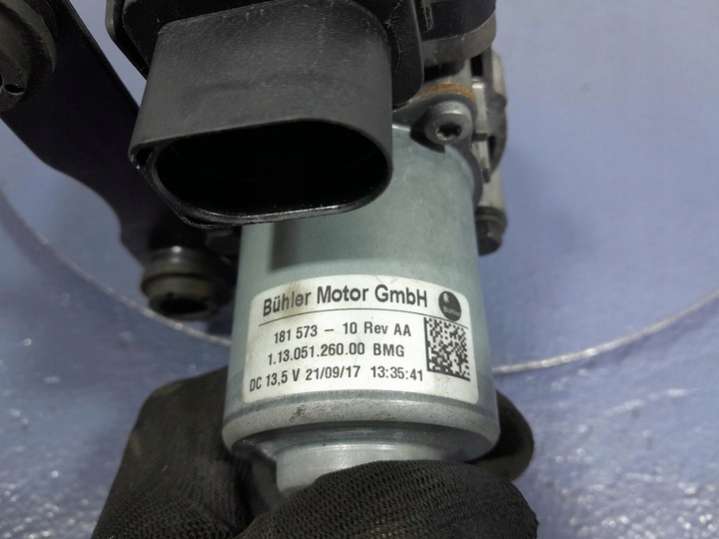 Bühler Motor GmbH
181 573 - 10 Rev AA
1.13.051.260.00 BMG
DC 13,5 V 21/09/17 13:35:41